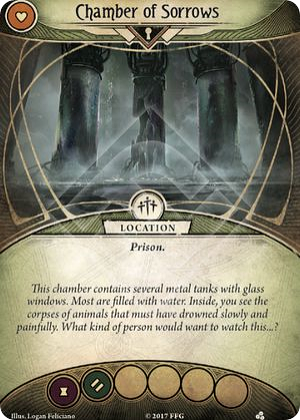 Chamber of Sorrows
LOCATION
Prison.
This chamber contains several metal tanks with glass
windows. Most are filled with water. Inside, you see the
corpses of animals that must have drowned slowly and
painfully. What kind of person would want to watch this...?
Illus. Logan Feliciano
© 2017 FFG